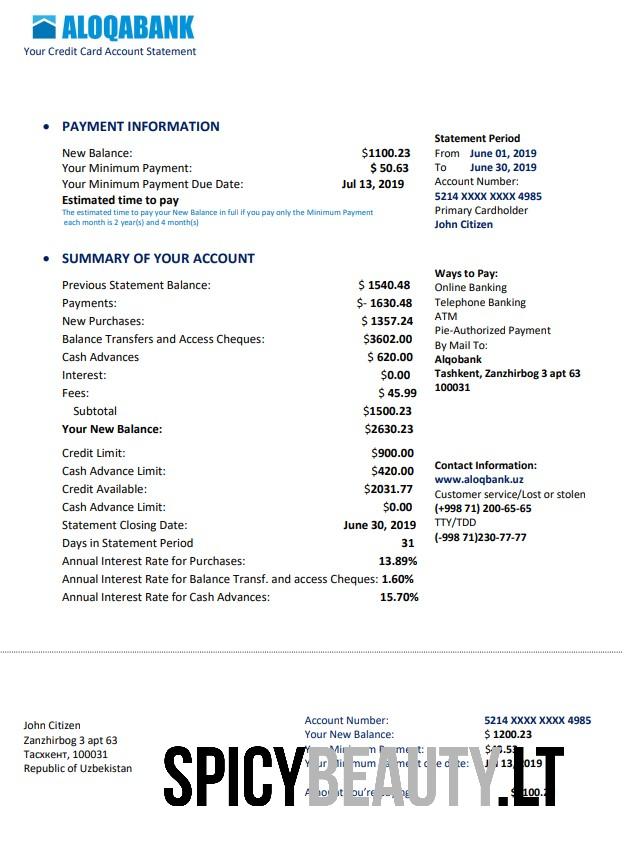 ALOQABANK
Your Credit Card Account Statement
• PAYMENT INFORMATION
New Balance: $1100.23
Your Minimum Payment: $ 50.63
Your Minimum Payment Due Date: Jul 13, 2019
Estimated time to pay
The estimated time to pay your New Balance in full if you pay only the Minimum Payment
each month is 2 year(s) and 4 month(s)
Statement Period
From June 01, 2019
To June 30, 2019
Account Number:
5214 XXXX XXXX 4985
Primary Cardholder
John Citizen
• SUMMARY OF YOUR ACCOUNT
Previous Statement Balance: $ 1540.48
Payments: $- 1630.48
New Purchases: $ 1357.24
Balance Transfers and Access Cheques: $3602.00
Cash Advances $ 620.00
Interest: $0.00
Fees: $ 45.99
Subtotal $1500.23
Your New Balance: $2630.23
Credit Limit: $900.00
Cash Advance Limit: $420.00
Credit Available: $2031.77
Cash Advance Limit: $0.00
Statement Closing Date: June 30, 2019
Days in Statement Period 31
Annual Interest Rate for Purchases: 13.89%
Annual Interest Rate for Balance Transf. and access Cheques: 1.60%
Annual Interest Rate for Cash Advances: 15.70%
Ways to Pay:
Online Banking
Telephone Banking
ATM
Pie-Authorized Payment
By Mail To:
Alqobank
Tashkent, Zanzhirbog 3 apt 63
100031
Contact Information:
www.aloqbank.uz
Customer service/Lost or stolen
(+998 71) 200-65-65
TTY/TDD
(-998 71)230-77-77
John Citizen
Zanzhirbog 3 apt 63
Тасхкент, 100031
Republic of Uzbekistan
Account Number: 5214 XXXX XXXX 4985
Your New Balance: $ 1200.23
Your Minimum Payment:
Your Minimum Payment due date: Jul 13, 2019
Amount you're paying:
SPICYBEAUTY.LT